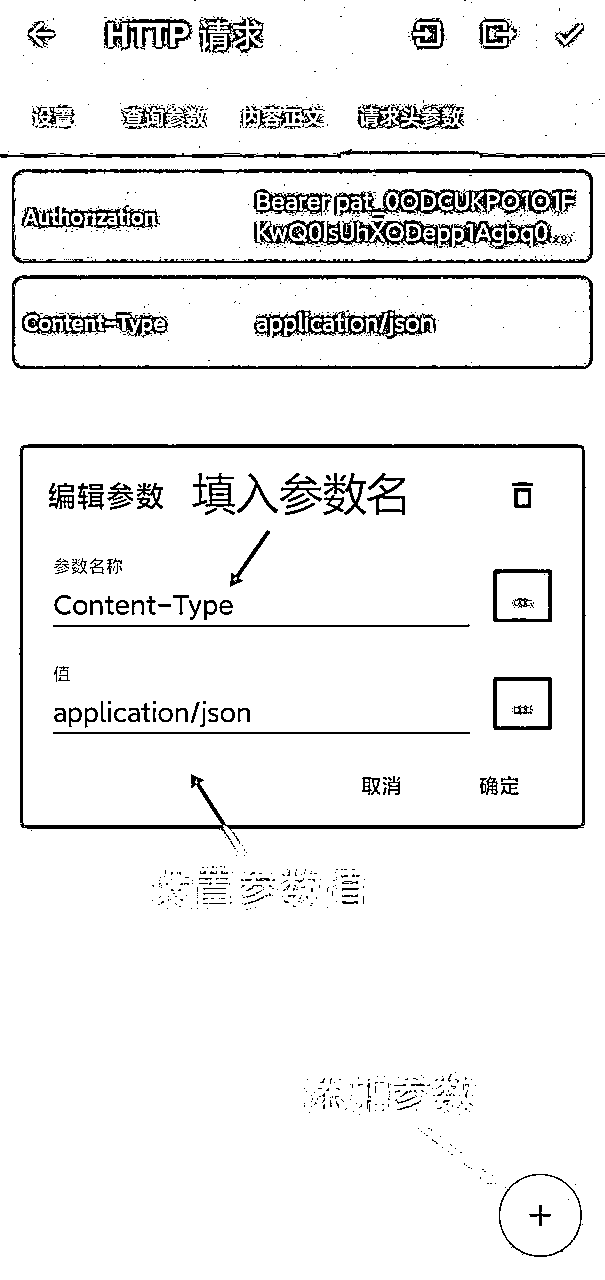 HTTP 请求
设置 查询参数 内容正文 请求头参数
Authorization
Bearer pat_0ODCUKPO1O1F
KwQ0lsUhXODepp1Agbq0...
Content-Type
application/json
编辑参数 填入参数名
参数名称
Content-Type
值
application/json
取消 确定
设置参数值
添加参数